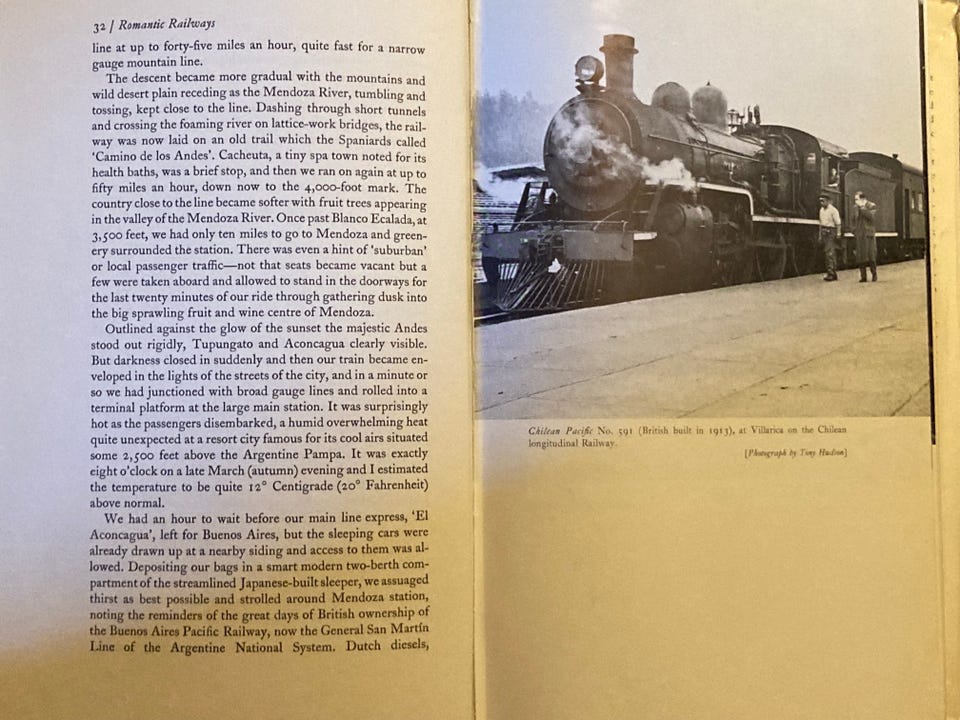 32 / Romantic Railways
line at up to forty-five miles an hour, quite fast for a narrow
gauge mountain line.
The descent became more gradual with the mountains and
wild desert plain receding as the Mendoza River, tumbling and
tossing, kept close to the line. Dashing through short tunnels
and crossing the foaming river on lattice-work bridges, the rail-
way was now laid on an old trail which the Spaniards called
'Camino de los Andes'. Cacheuta, a tiny spa town noted for its
health baths, was a brief stop, and then we ran on again at up to
fifty miles an hour, down now to the 4,000-foot mark. The
country close to the line became softer with fruit trees appearing
in the valley of the Mendoza River. Once past Blanco Ecalada, at
3,500 feet, we had only ten miles to go to Mendoza and green-
ery surrounded the station. There was even a hint of 'suburban'
or local passenger traffic—not that seats became vacant but a
few were taken aboard and allowed to stand in the doorways for
the last twenty minutes of our ride through gathering dusk into
the big sprawling fruit and wine centre of Mendoza.
Outlined against the glow of the sunset the majestic Andes
stood out rigidly, Tupungato and Aconcagua clearly visible.
But darkness closed in suddenly and then our train became en-
veloped in the lights of the streets of the city, and in a minute or
so we had junctioned with broad gauge lines and rolled into a
terminal platform at the large main station. It was surprisingly
hot as the passengers disembarked, a humid overwhelming heat
quite unexpected at a resort city famous for its cool airs situated
some 2,500 feet above the Argentine Pampa. It was exactly
eight o'clock on a late March (autumn) evening and I estimated
the temperature to be quite 12° Centigrade (20° Fahrenheit)
above normal.
We had an hour to wait before our main line express, 'El
Aconcagua', left for Buenos Aires, but the sleeping cars were
already drawn up at a nearby siding and access to them was al-
lowed. Depositing our bags in a smart modern two-berth com-
partment of the streamlined Japanese-built sleeper, we assuaged
thirst as best possible and strolled around Mendoza station,
noting the reminders of the great days of British ownership of
the Buenos Aires Pacific Railway, now the General San Martín
Line of the Argentine National System. Dutch diesels,
Chilean Pacific No. 591 (British built in 1913), at Villarica on the Chilean
longitudinal Railway.
[Photograph by Tony Hudson]